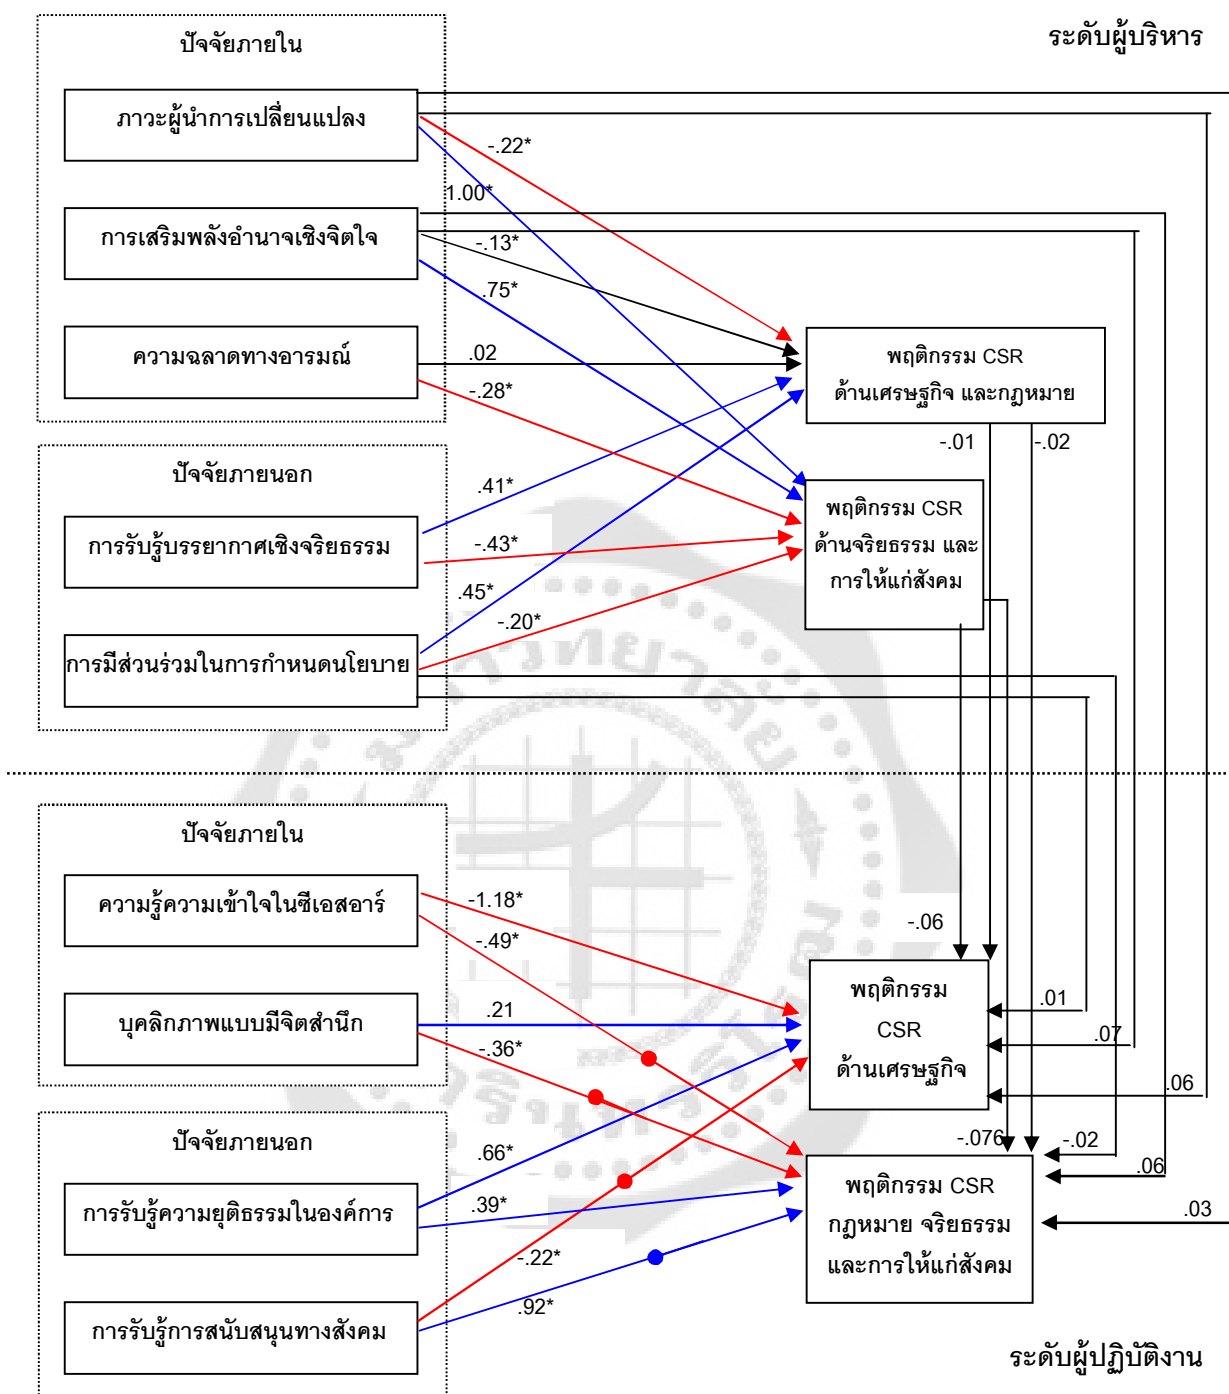 ระดับผู้บริหาร
ปัจจัยภายใน
ภาวะผู้นำการเปลี่ยนแปลง
-.22*
1.00*
การเสริมพลังอำนาจเชิงจิตใจ
-.13*
.75*
ความฉลาดทางอารมณ์
.02
-.28*
พฤติกรรม CSR
ด้านเศรษฐกิจ และกฎหมาย
-.01
-.02
ปัจจัยภายนอก
การรับรู้บรรยากาศเชิงจริยธรรม
.41*
-.43*
พฤติกรรม CSR
ด้านจริยธรรม และ
การให้แก่สังคม
การมีส่วนร่วมในการกำหนดนโยบาย
.45*
-.20*
ปัจจัยภายใน
ความรู้ความเข้าใจในซีเอสอาร์
-1.18*
-.49*
-.06
บุคลิกภาพแบบมีจิตสำนึก
.21
-.36*
พฤติกรรม
CSR
ด้านเศรษฐกิจ
.01
.07
.06
ปัจจัยภายนอก
การรับรู้ความยุติธรรมในองค์การ
.66*
.39*
-.076
-.02
.06
.03
พฤติกรรม CSR
กฎหมาย จริยธรรม
และการให้แก่สังคม
การรับรู้การสนับสนุนทางสังคม
-.22*
.92*
ระดับผู้ปฏิบัติงาน